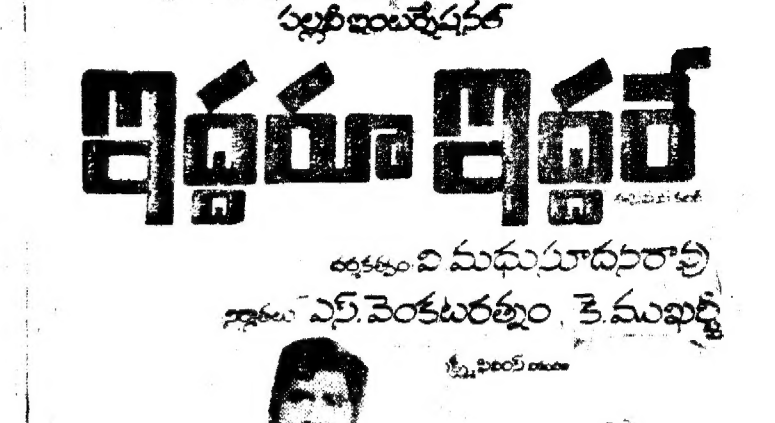 పల్లవీ ఇంటర్నేషనల్
ఇద్దరూ ఇద్దరే
దర్శకత్వం: వి. మధుసూదనరావు
నిర్మాతలు ఎస్. వెంకటరత్నం, కె. ముఖర్జీ
ఫిలింస్